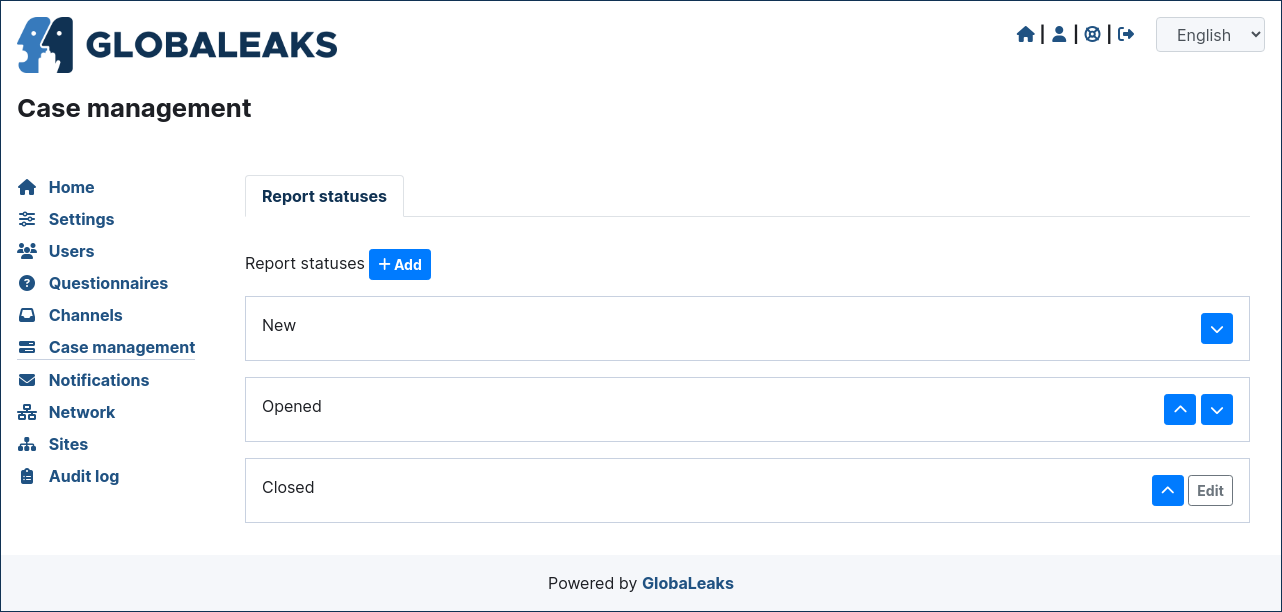 GLOBALEAKS
| | |
English
Case management
Home
Settings
Users
Questionnaires
Channels
Case management
Notifications
Network
Sites
Audit log
Report statuses
Report statuses + Add
New
Opened
Closed
Edit
Powered by GlobaLeaks